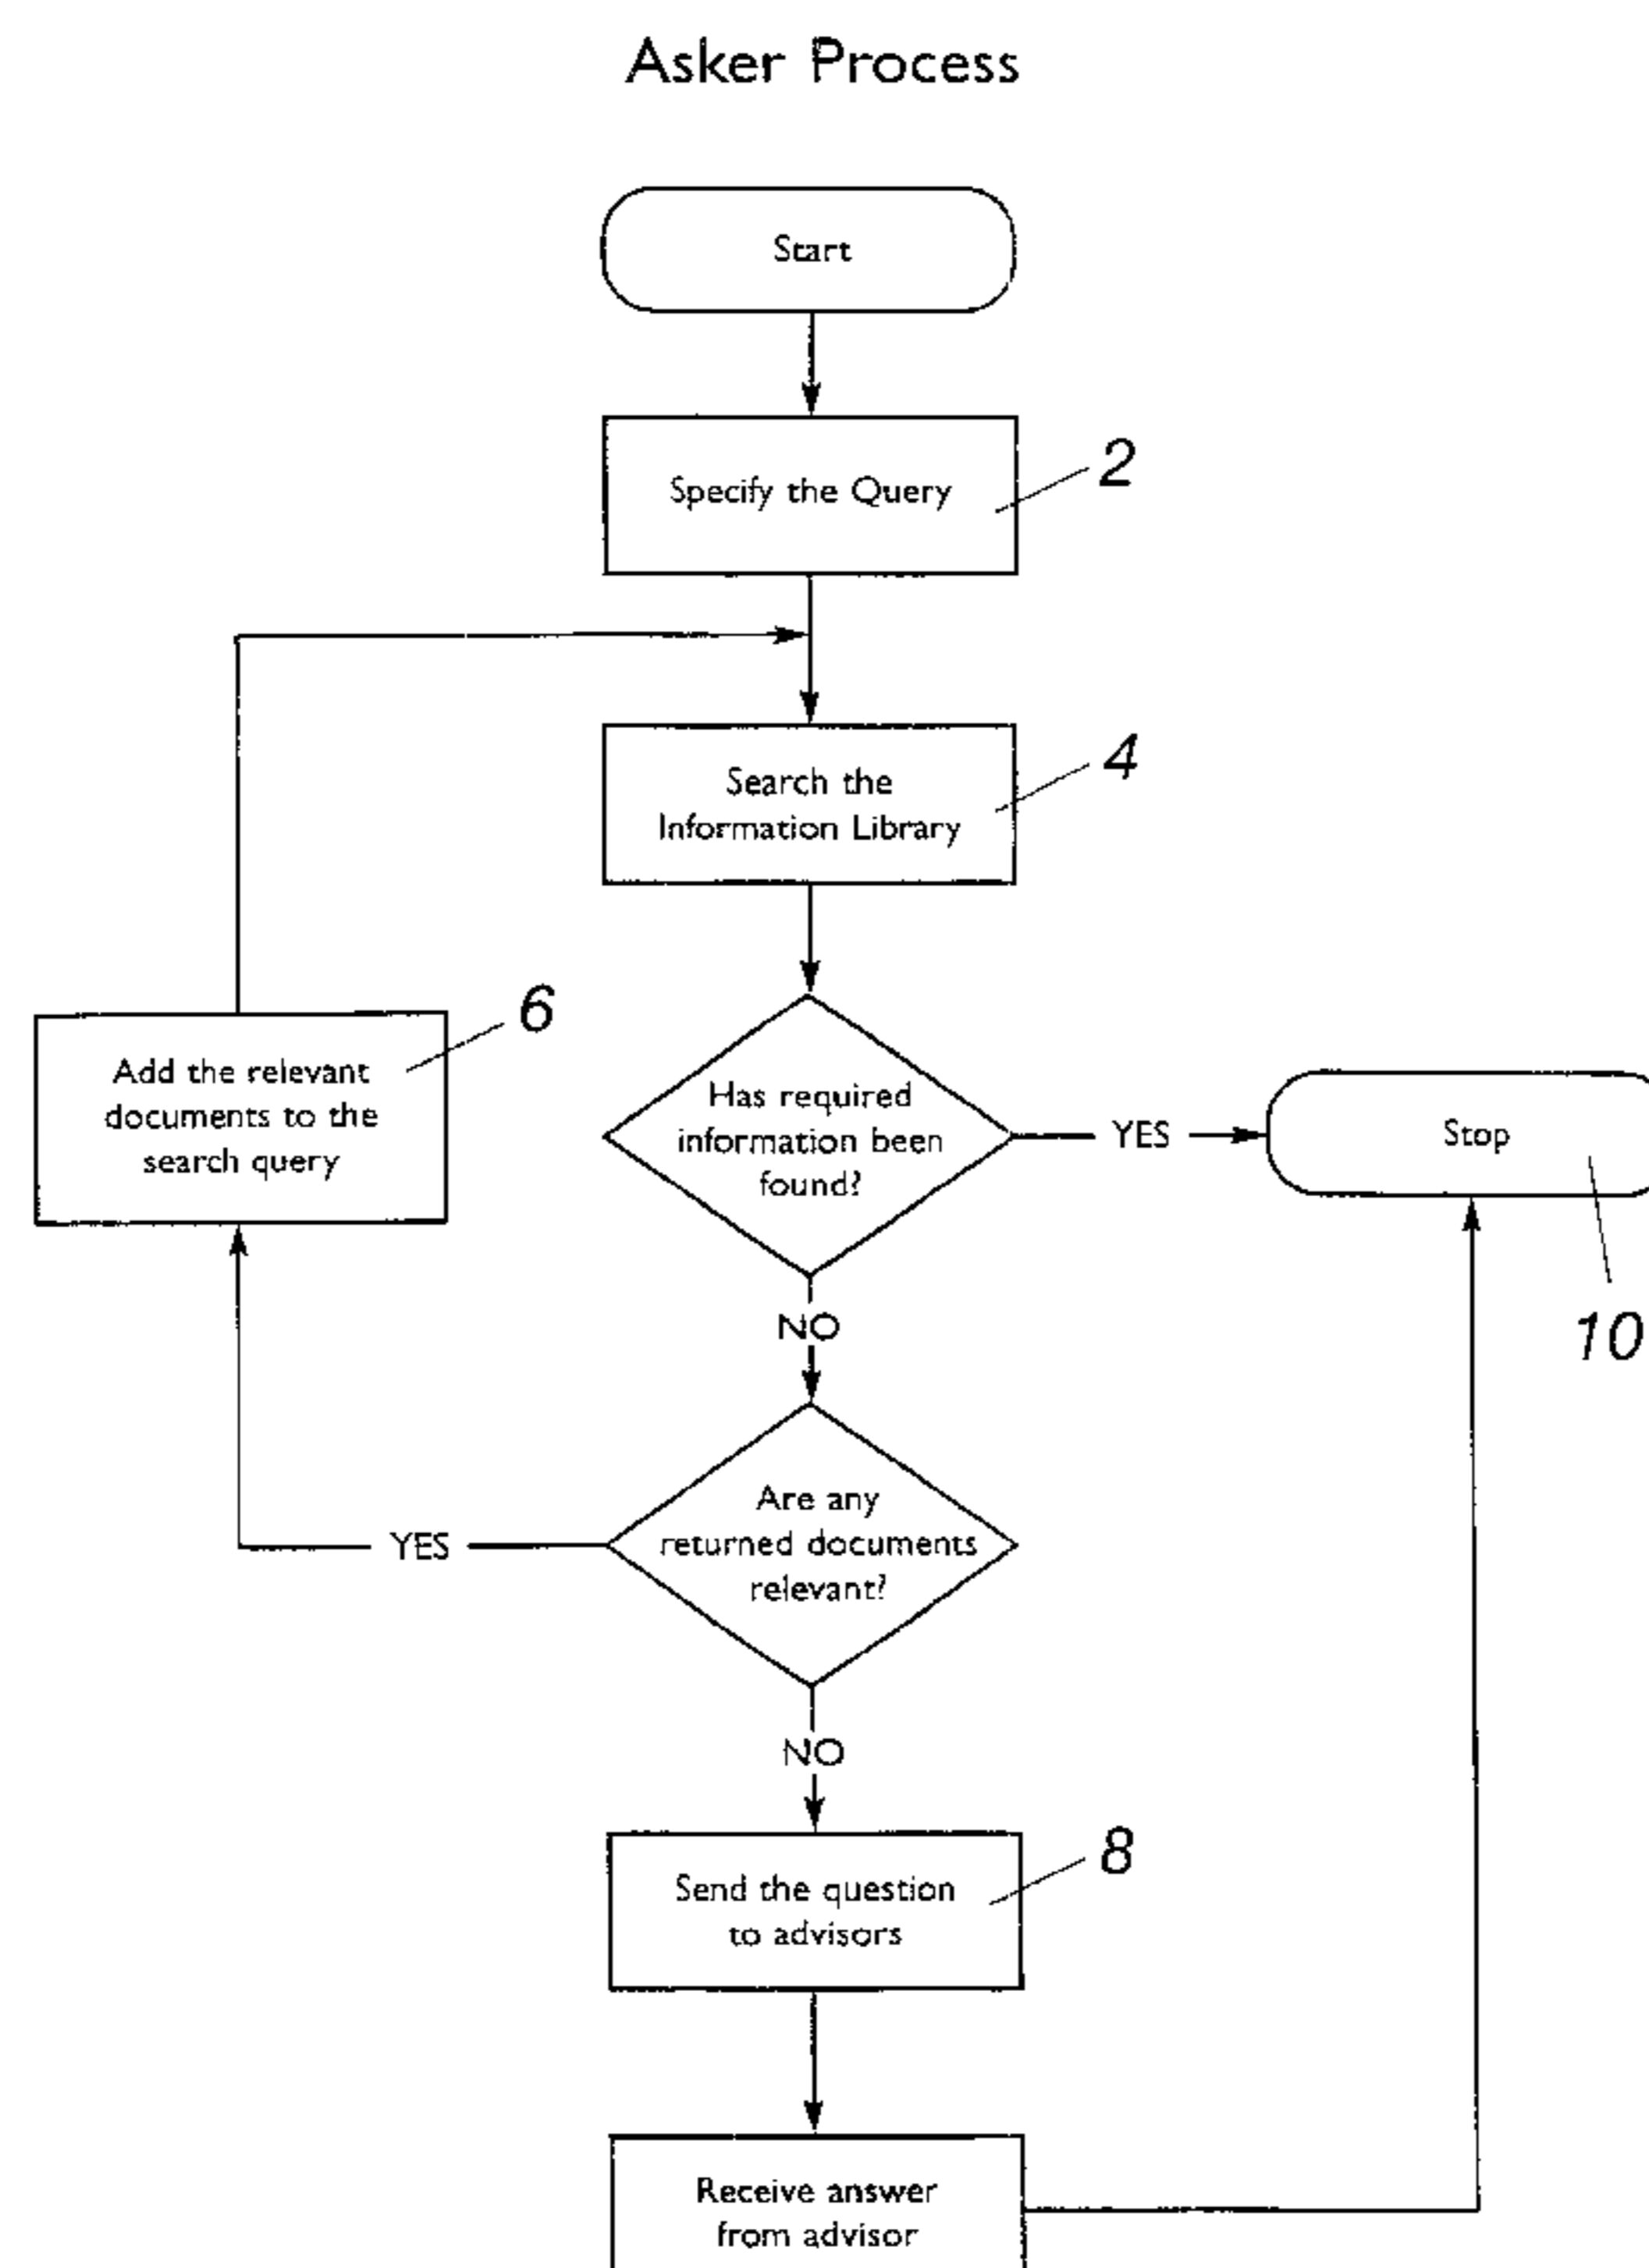 Asker Process
Start
Specify the Query
2
Search the
Information Library
4
Add the relevant
documents to the
search query
6
Has required
information been
found?
YES
Stop
10
NO
Are any
returned documents
relevant?
YES
NO
Send the question
to advisors
8
Receive answer
from advisor